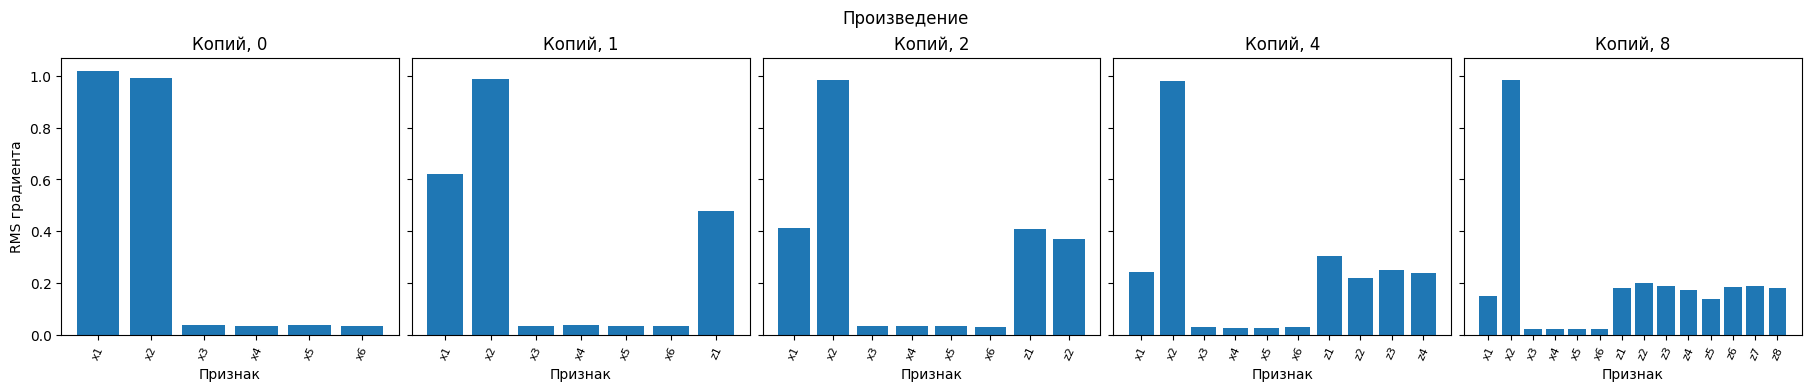 Произведение
Копий, 0
Копий, 1
Копий, 2
Копий, 4
Копий, 8
RMS градиента
1.0
0.8
0.6
0.4
0.2
0.0
x1 x2 x3 x4 x5 x6
x1 x2 x3 x4 x5 x6 z1
x1 x2 x3 x4 x5 x6 z1 z2
x1 x2 x3 x4 x5 x6 z1 z2 z3 z4
x1 x2 x3 x4 x5 x6 z1 z2 z3 z4 z5 z6 z7 z8
Признак
Признак
Признак
Признак
Признак